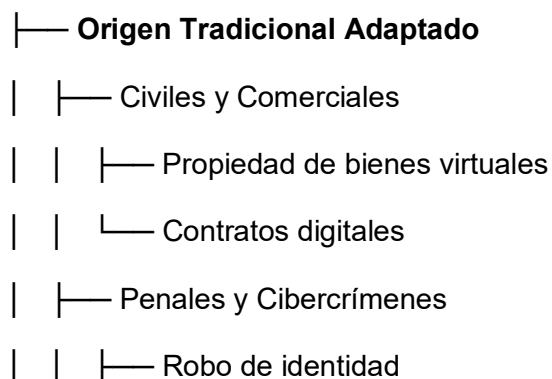 ├── Origen Tradicional Adaptado
│ ├── Civiles y Comerciales
│ │ ├── Propiedad de bienes virtuales
│ │ └── Contratos digitales
│ ├── Penales y Cibercrímenes
│ │ ├── Robo de identidad